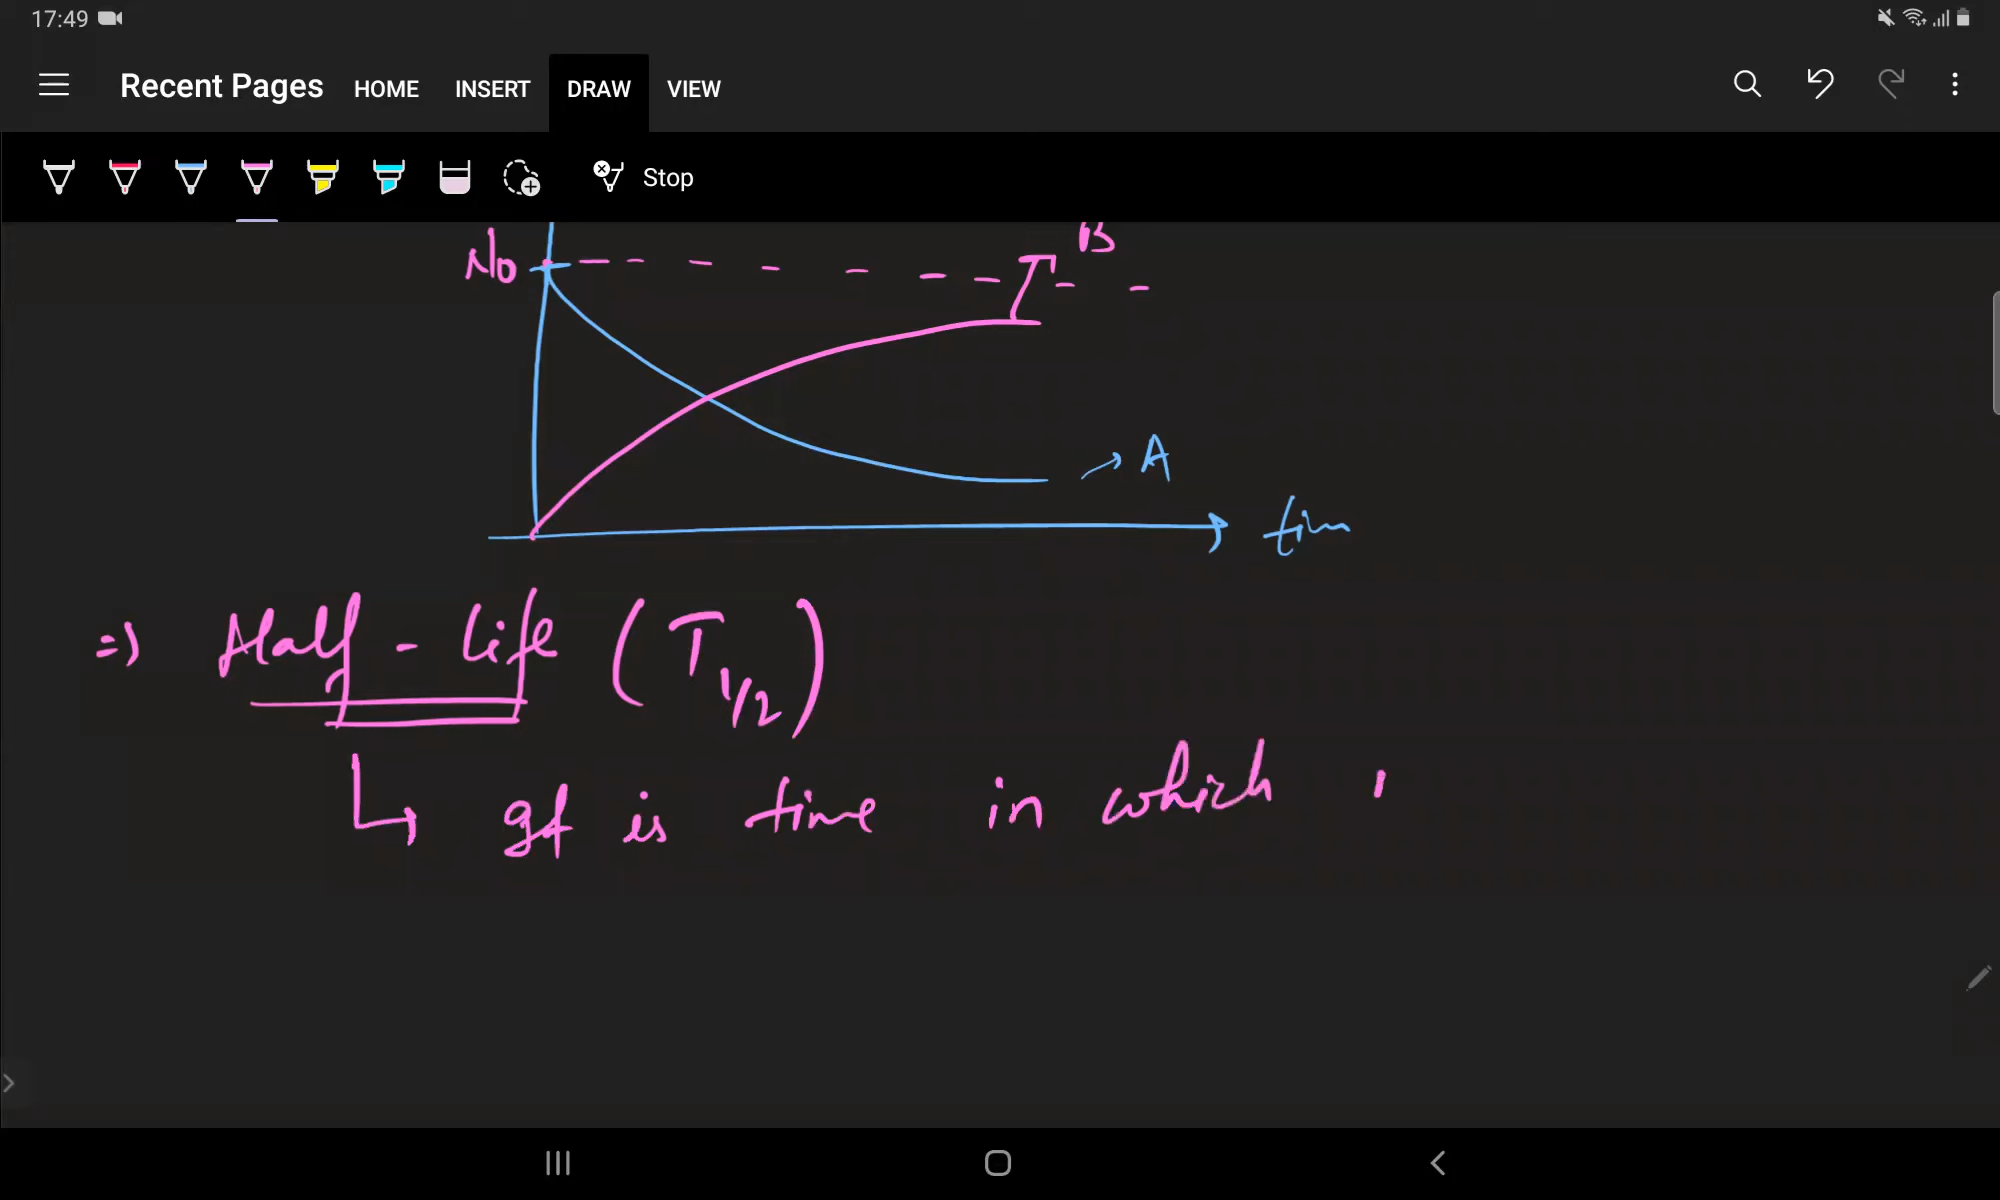 17:49
Recent Pages HOME INSERT DRAW VIEW
Stop
B
No
A
tim
=> Half - life (T1/2)
It is time in which